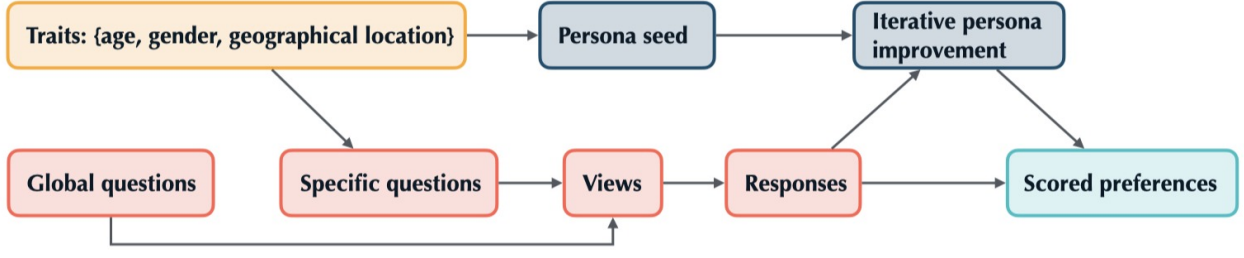 Traits: {age, gender, geographical location}
Persona seed
Iterative persona
improvement
Global questions
Specific questions
Views
Responses
Scored preferences